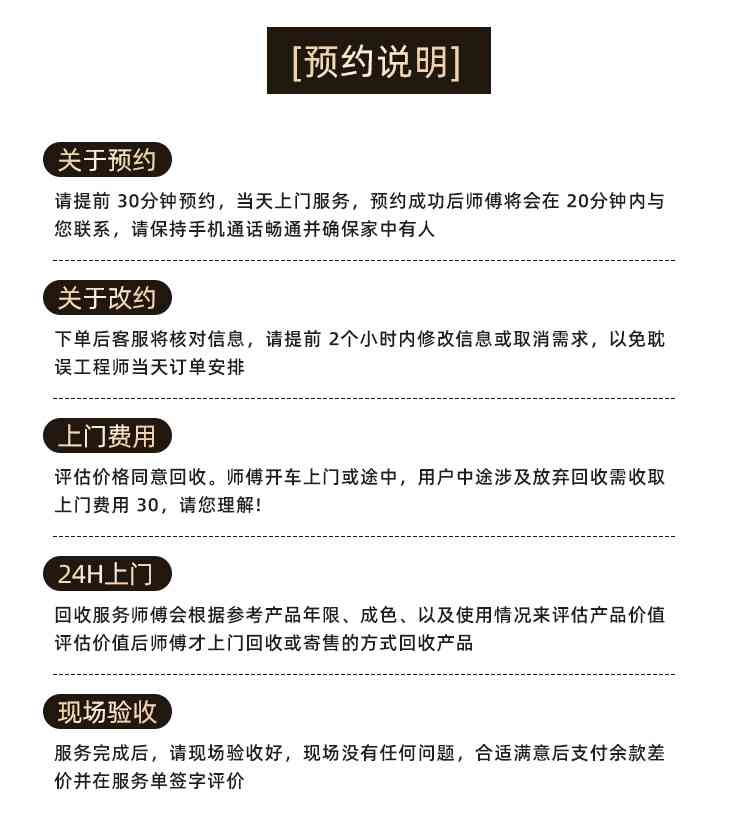 [预约说明]
关于预约
请提前 30分钟预约，当天上门服务，预约成功后师傅将会在 20分钟内与
您联系，请保持手机通话畅通并确保家中有人
关于改约
下单后客服将核对信息，请提前 2个小时内修改信息或取消需求，以免耽
误工程师当天订单安排
上门费用
评估价格同意回收。师傅开车上门或途中，用户中途涉及放弃回收需收取
上门费用 30，请您理解!
24H上门
回收服务师傅会根据参考产品年限、成色、以及使用情况来评估产品价值
评估价值后师傅才上门回收或寄售的方式回收产品
现场验收
服务完成后，请现场验收好，现场没有任何问题，合适满意后支付余款差
价并在服务单签字评价